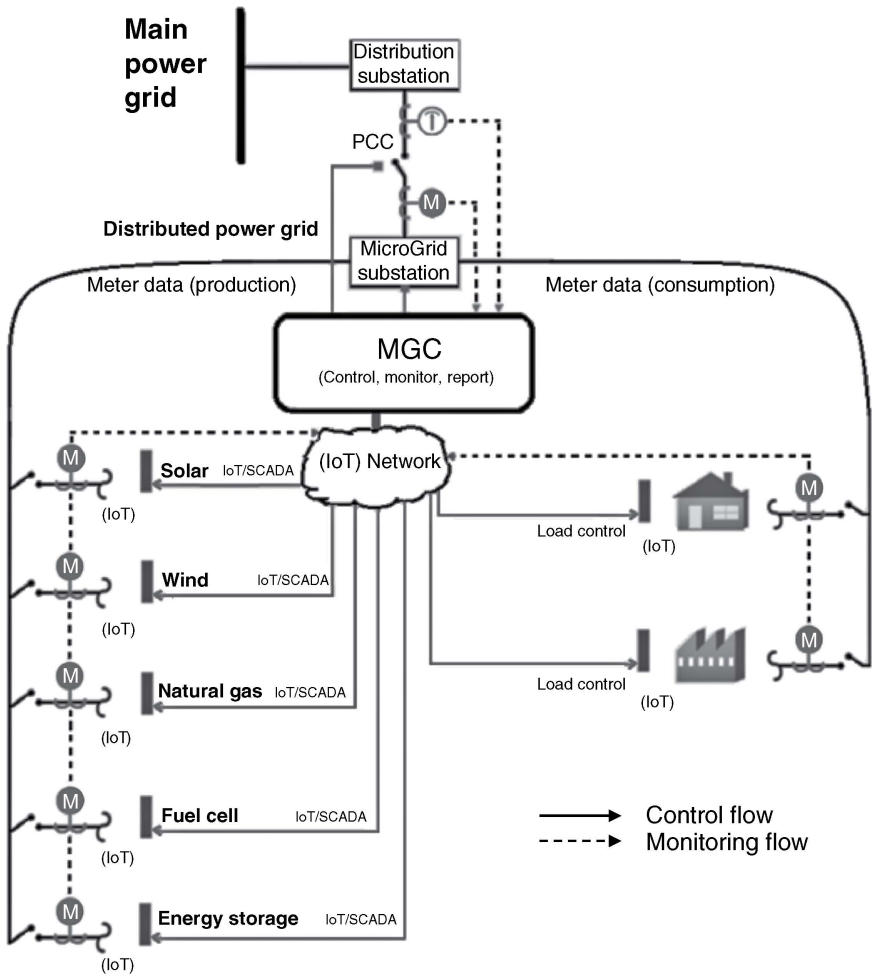 Main
power
grid
Distribution
substation
T
PCC
M
Distributed power grid
MicroGrid
substation
Meter data (production)
Meter data (consumption)
MGC
(Control, monitor, report)
(IoT) Network
M
Solar IoT/SCADA
(IoT)
M
Wind IoT/SCADA
(IoT)
M
Natural gas IoT/SCADA
(IoT)
M
Fuel cell IoT/SCADA
(IoT)
M
Energy storage IoT/SCADA
(IoT)
M
Load control
(IoT)
M
Load control
(IoT)
Control flow
Monitoring flow